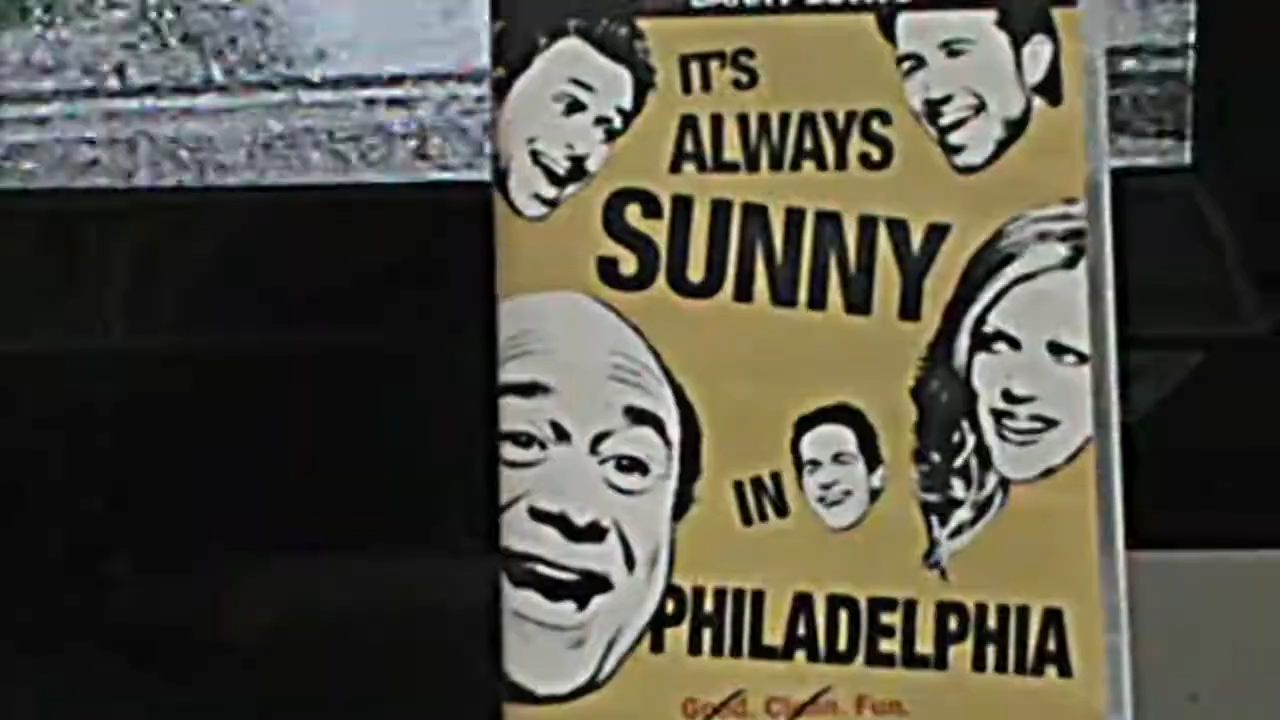 IT'S
ALWAYS
SUNNY
IN
PHILADELPHIA
Good. Clean. Fun.